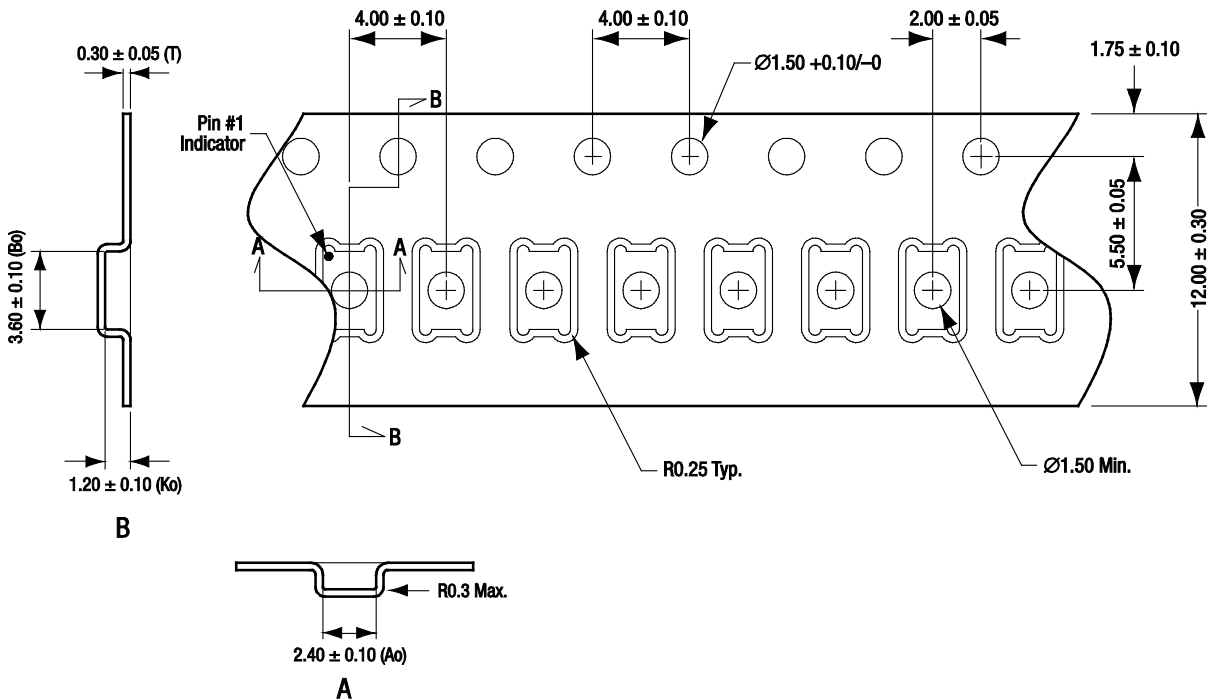 4.00 ± 0.10
4.00 ± 0.10
2.00 ± 0.05
0.30 ± 0.05 (T)
1.75 ± 0.10
Ø1.50 +0.10/–0
B
Pin #1
Indicator
A
A
3.60 ± 0.10 (Bo)
5.50 ± 0.05
12.00 ± 0.30
B
R0.25 Typ.
Ø1.50 Min.
1.20 ± 0.10 (Ko)
B
R0.3 Max.
2.40 ± 0.10 (Ao)
A